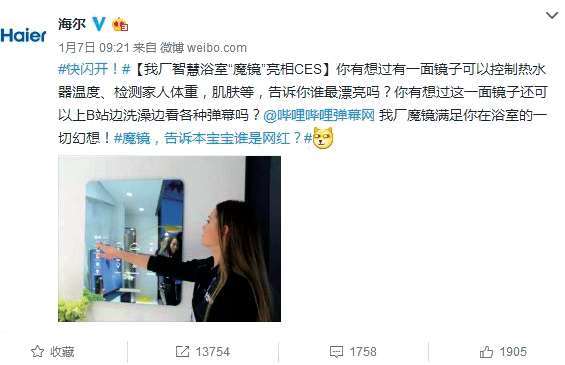 海尔
Haier
1月7日 09:21 来自 微博 weibo.com
#快闪开！#【我厂智慧浴室“魔镜”亮相CES】你有想过有一面镜子可以控制热水
器温度、检测家人体重，肌肤等，告诉你谁最漂亮吗？你有想过这一面镜子还可
以上B站边洗澡边看各种弹幕吗？@哔哩哔哩弹幕网 我厂魔镜满足你在浴室的一
切幻想！#魔镜，告诉本宝宝谁是网红？#
收藏
13754
1758
1905